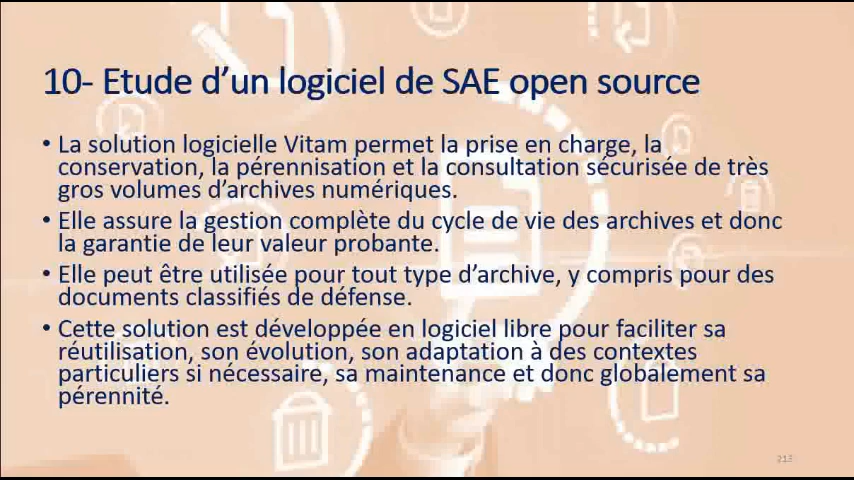 10- Etude d’un logiciel de SAE open source
• La solution logicielle Vitam permet la prise en charge, la
conservation, la pérennisation et la consultation sécurisée de très
gros volumes d’archives numériques.
• Elle assure la gestion complète du cycle de vie des archives et donc
la garantie de leur valeur probante.
• Elle peut être utilisée pour tout type d’archive, y compris pour des
documents classifiés de défense.
• Cette solution est développée en logiciel libre pour faciliter sa
réutilisation, son évolution, son adaptation à des contextes
particuliers si nécessaire, sa maintenance et donc globalement sa
pérennité.